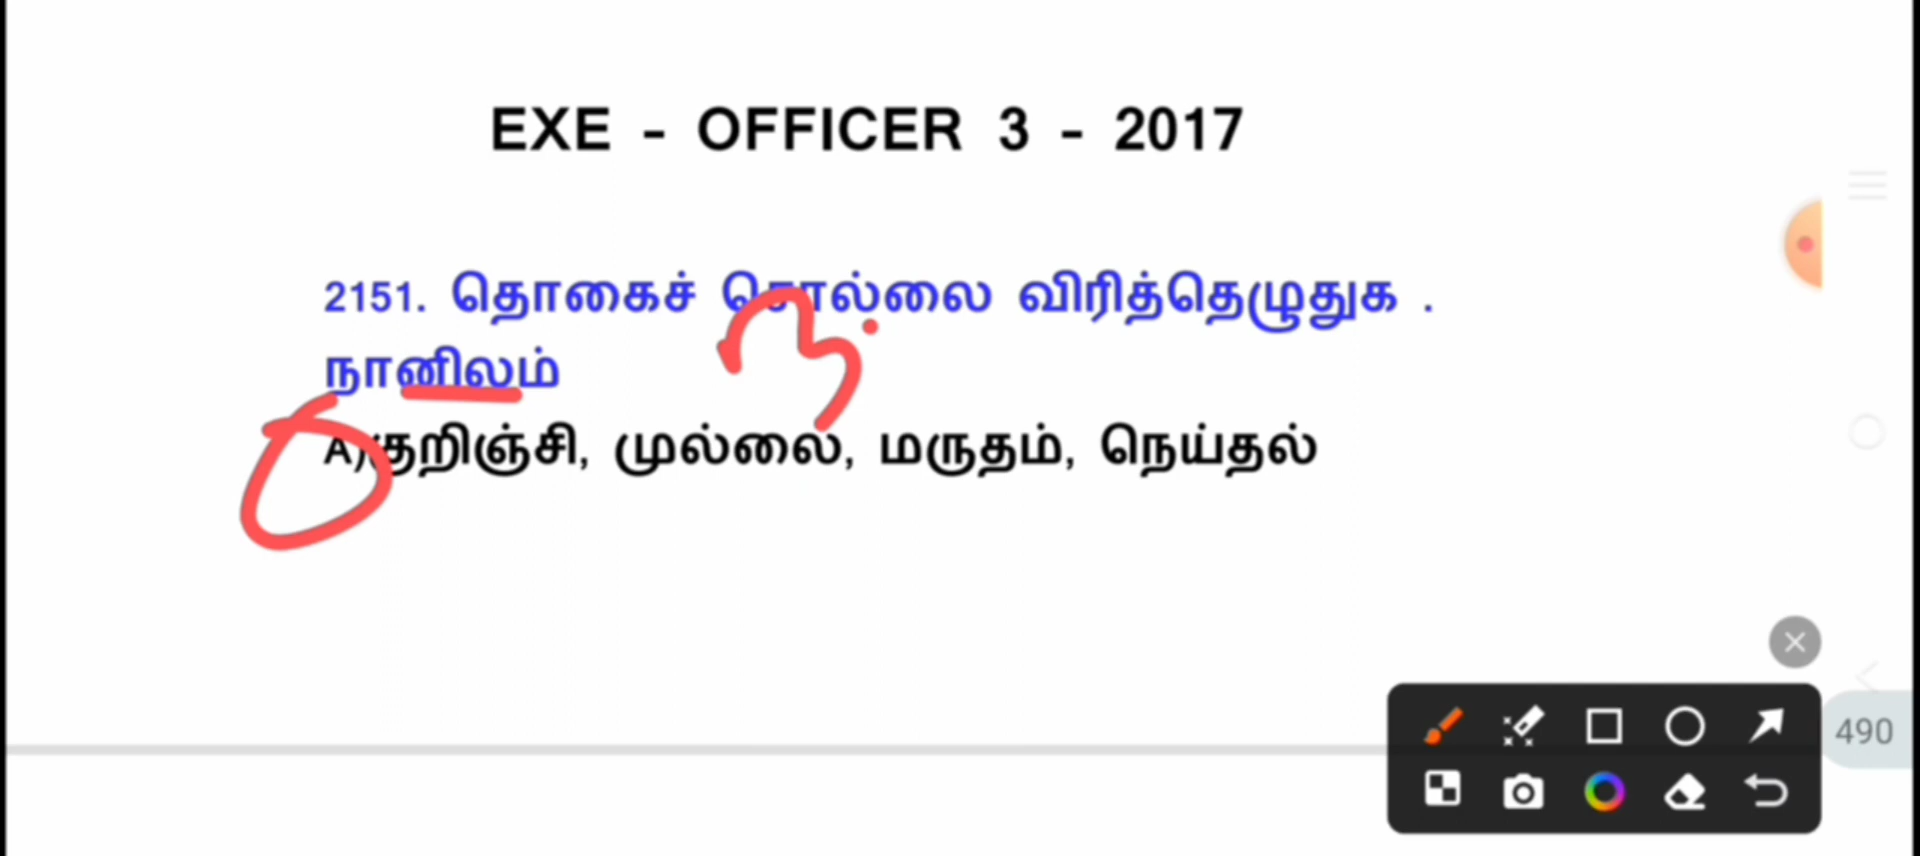 EXE - OFFICER 3 - 2017
2151. தொகைச் சொல்லை விரித்தெழுதுக .
நானிலம்
A)குறிஞ்சி, முல்லை, மருதம், நெய்தல்
490